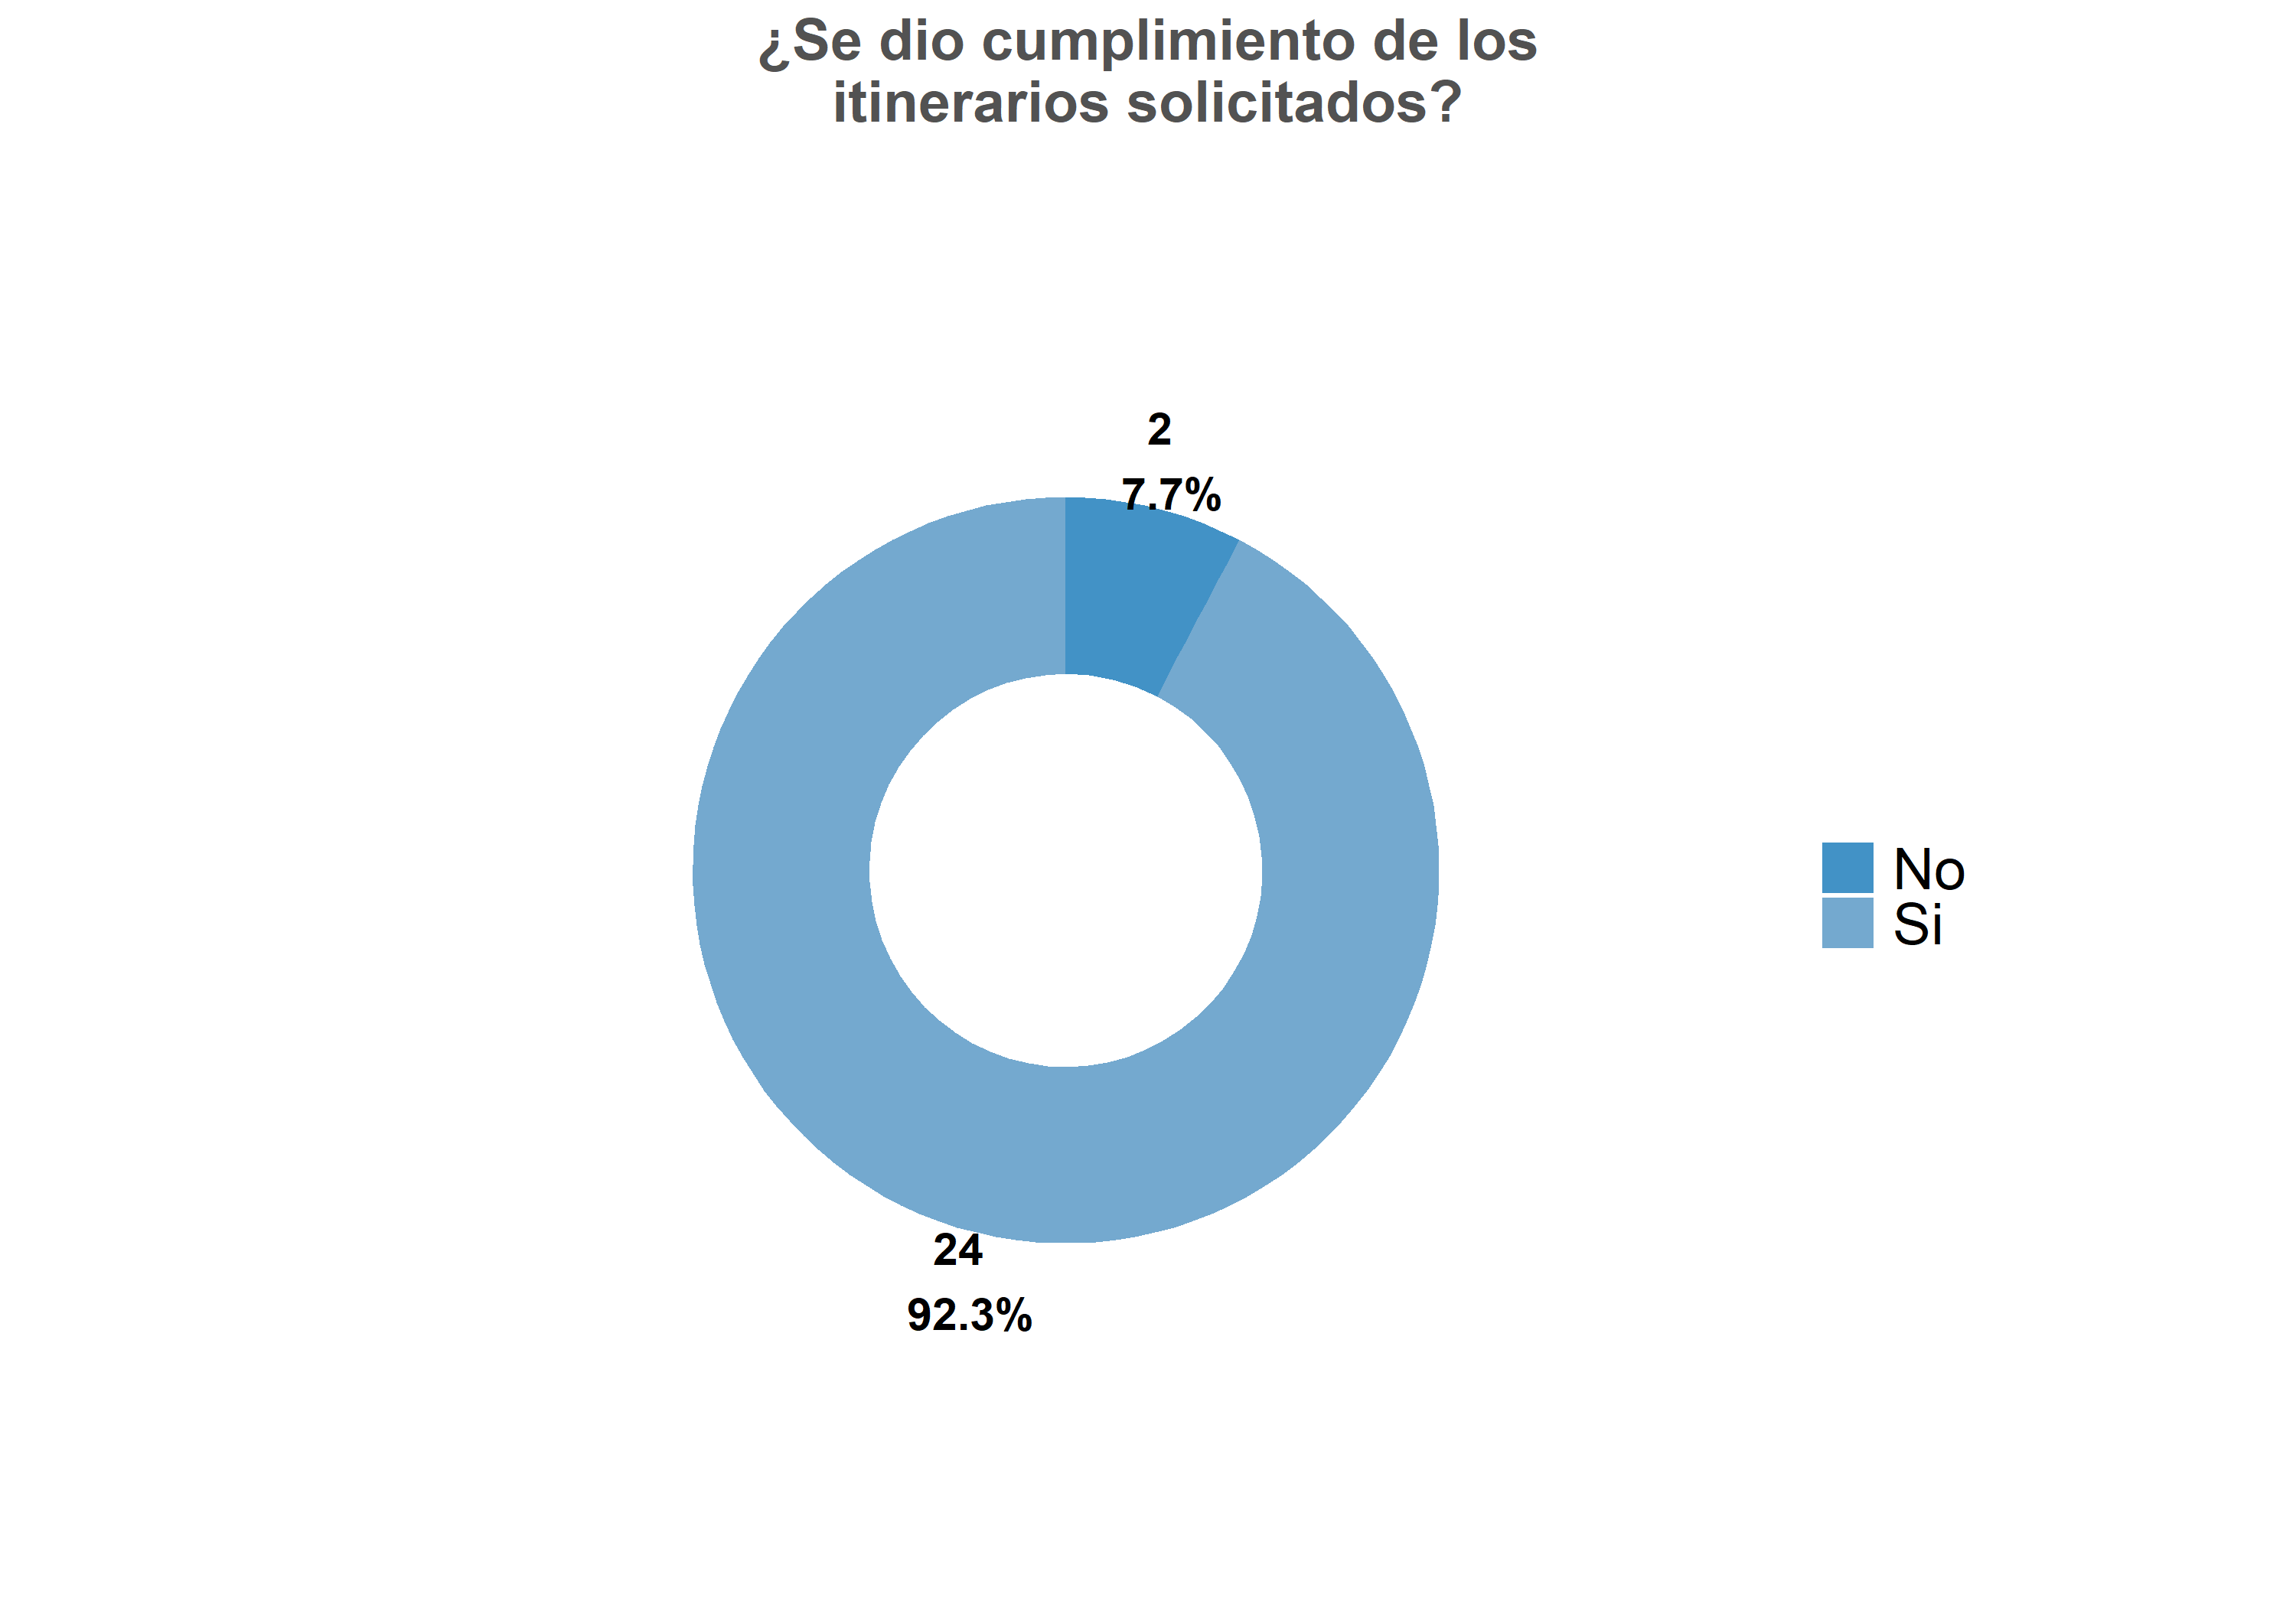 ¿Se dio cumplimiento de los
itinerarios solicitados?
2
7.7%
No
Si
24
92.3%